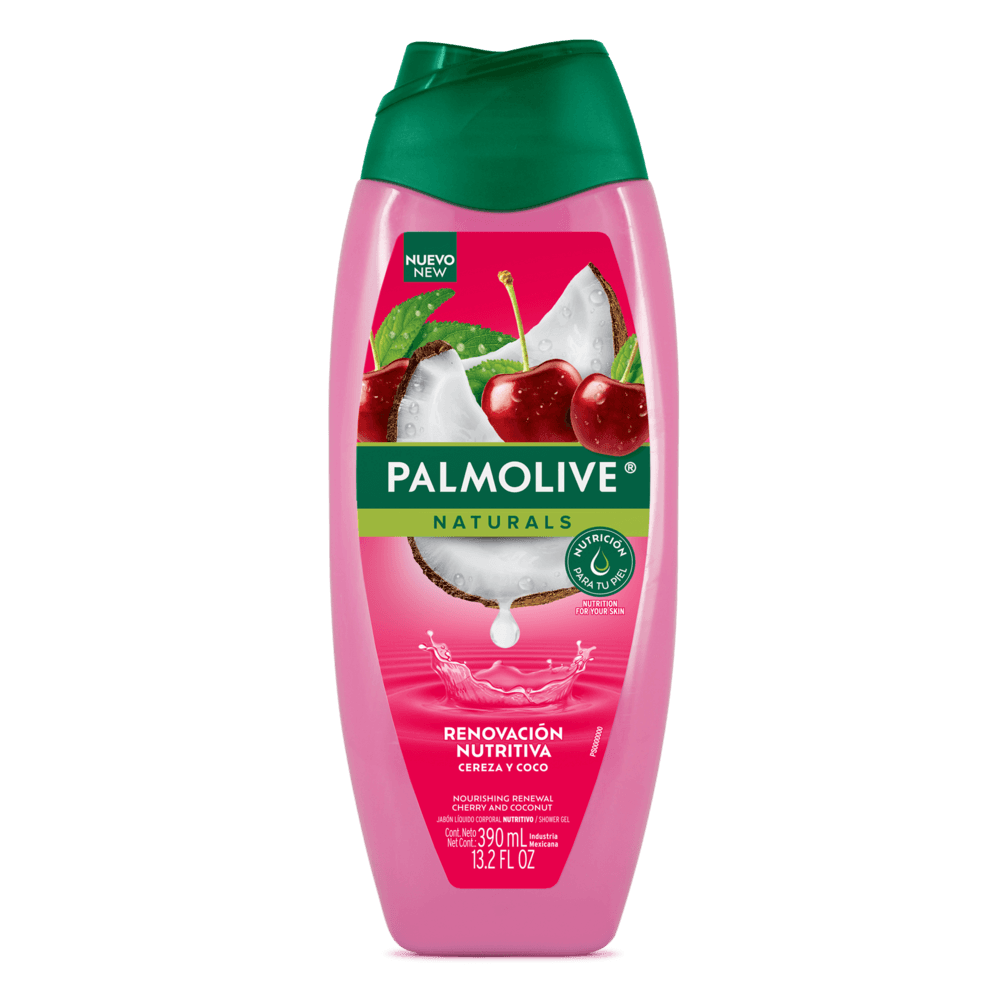 NUEVO
NEW
PALMOLIVE®
NATURALS
NUTRICIÓN
PARA TU PIEL
NUTRITION
FOR YOUR SKIN
RENOVACIÓN
NUTRITIVA
CEREZA Y COCO
PS000000
NOURISHING RENEWAL
CHERRY AND COCONUT
JABÓN LÍQUIDO CORPORAL NUTRITIVO / SHOWER GEL
Cont. Neto
Net Cont.: 390 mL Industria Mexicana
13.2 FL OZ